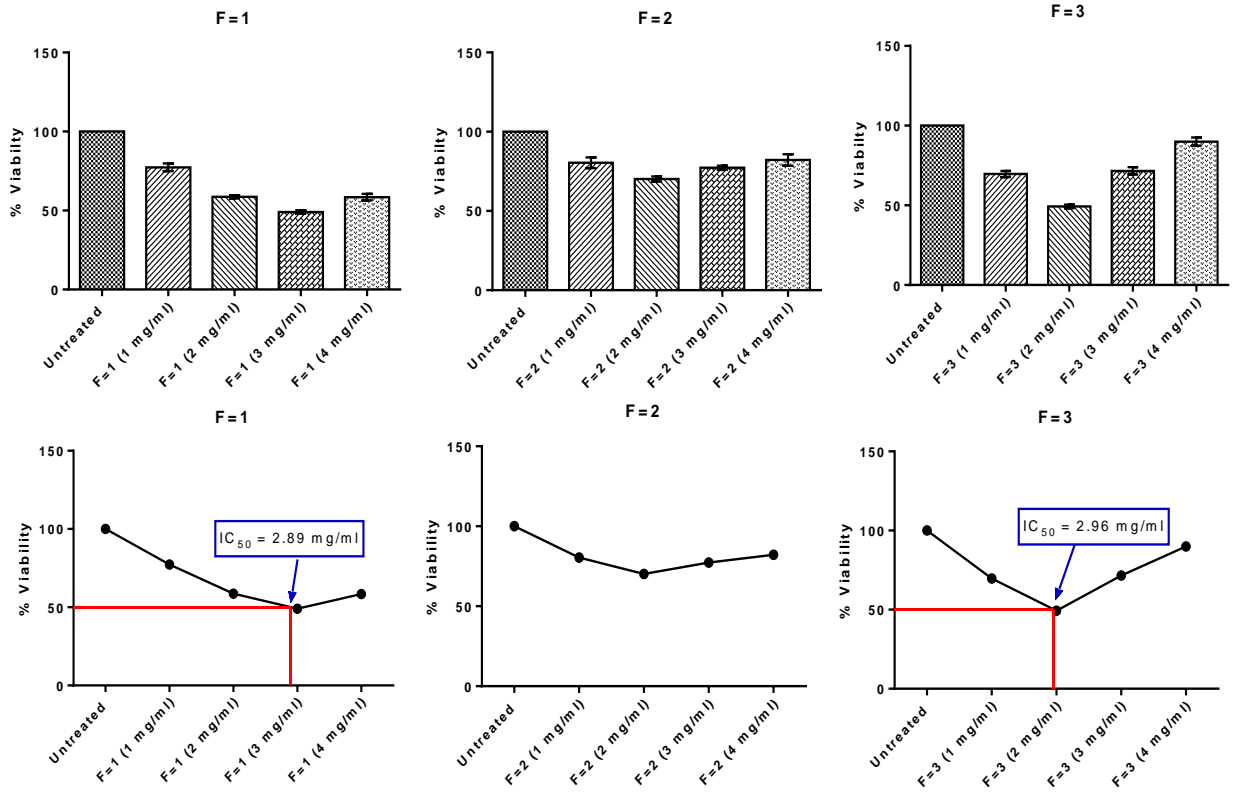 F=1
% Viabilty
150
100
50
0
Untreated
F=1 (1 mg/ml)
F=1 (2 mg/ml)
F=1 (3 mg/ml)
F=1 (4 mg/ml)
F=2
% Viabilty
150
100
50
0
Untreated
F=2 (1 mg/ml)
F=2 (2 mg/ml)
F=2 (3 mg/ml)
F=2 (4 mg/ml)
F=3
% Viabilty
150
100
50
0
Untreated
F=3 (1 mg/ml)
F=3 (2 mg/ml)
F=3 (3 mg/ml)
F=3 (4 mg/ml)
F=1
% Viability
150
100
50
0
IC50 = 2.89 mg/ml
Untreated
F=1 (1 mg/ml)
F=1 (2 mg/ml)
F=1 (3 mg/ml)
F=1 (4 mg/ml)
F=2
% Viability
150
100
50
0
Untreated
F=2 (1 mg/ml)
F=2 (2 mg/ml)
F=2 (3 mg/ml)
F=2 (4 mg/ml)
F=3
% Viability
150
100
50
0
IC50 = 2.96 mg/ml
Untreated
F=3 (1 mg/ml)
F=3 (2 mg/ml)
F=3 (3 mg/ml)
F=3 (4 mg/ml)